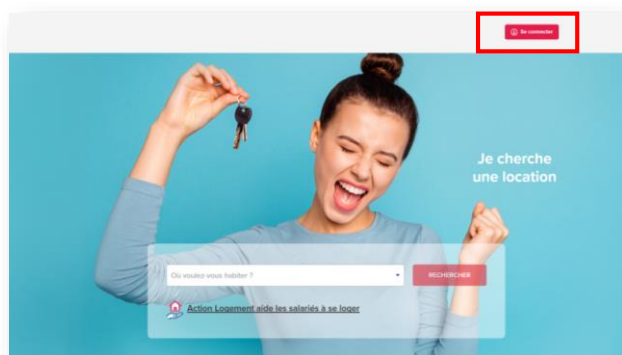 Se connecter
Je cherche
une location
Où voulez-vous habiter ?
RECHERCHER
Action Logement aide les salariés à se loger